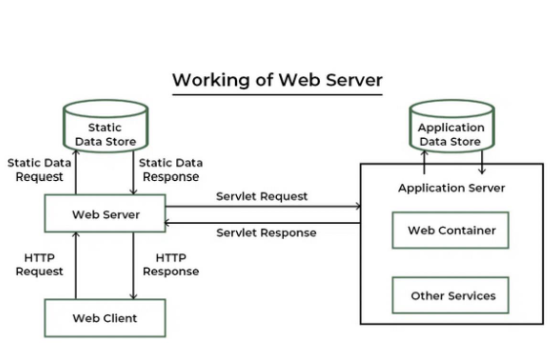 Working of Web Server
Static
Data Store
Application
Data Store
Static Data
Request
Static Data
Response
Application Server
Servlet Request
Web Server
Servlet Response
Web Container
HTTP
Request
HTTP
Response
Other Services
Web Client